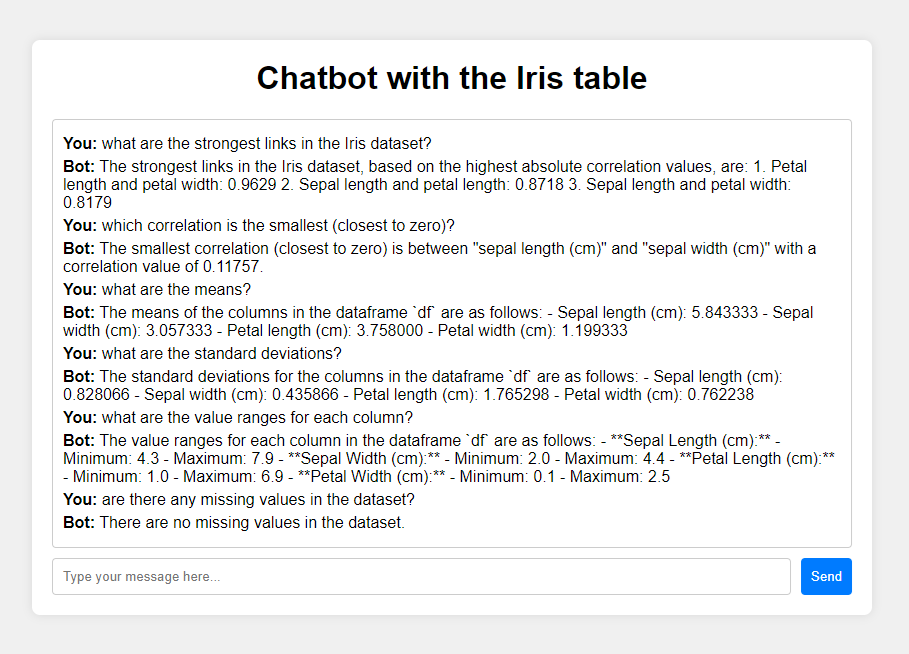 Chatbot with the Iris table
You: what are the strongest links in the Iris dataset?
Bot: The strongest links in the Iris dataset, based on the highest absolute correlation values, are: 1. Petal
length and petal width: 0.9629 2. Sepal length and petal length: 0.8718 3. Sepal length and petal width:
0.8179
You: which correlation is the smallest (closest to zero)?
Bot: The smallest correlation (closest to zero) is between "sepal length (cm)" and "sepal width (cm)" with a
correlation value of 0.11757.
You: what are the means?
Bot: The means of the columns in the dataframe `df` are as follows: - Sepal length (cm): 5.843333 - Sepal
width (cm): 3.057333 - Petal length (cm): 3.758000 - Petal width (cm): 1.199333
You: what are the standard deviations?
Bot: The standard deviations for the columns in the dataframe `df` are as follows: - Sepal length (cm):
0.828066 - Sepal width (cm): 0.435866 - Petal length (cm): 1.765298 - Petal width (cm): 0.762238
You: what are the value ranges for each column?
Bot: The value ranges for each column in the dataframe `df` are as follows: - **Sepal Length (cm):** -
Minimum: 4.3 - Maximum: 7.9 - **Sepal Width (cm):** - Minimum: 2.0 - Maximum: 4.4 - **Petal Length (cm):**
- Minimum: 1.0 - Maximum: 6.9 - **Petal Width (cm):** - Minimum: 0.1 - Maximum: 2.5
You: are there any missing values in the dataset?
Bot: There are no missing values in the dataset.
Type your message here...
Send